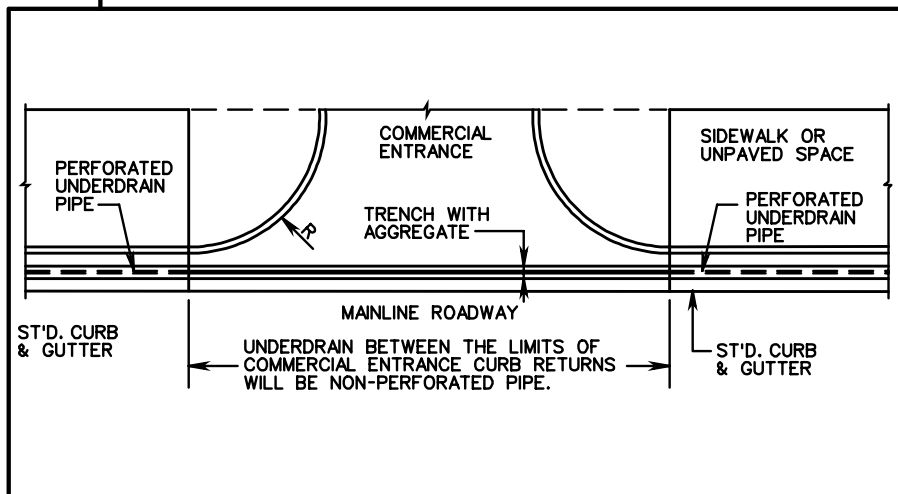 COMMERCIAL
ENTRANCE
SIDEWALK OR
UNPAVED SPACE
PERFORATED
UNDERDRAIN
PIPE
R
TRENCH WITH
AGGREGATE
PERFORATED
UNDERDRAIN
PIPE
MAINLINE ROADWAY
ST'D. CURB
& GUTTER
UNDERDRAIN BETWEEN THE LIMITS OF
COMMERCIAL ENTRANCE CURB RETURNS
WILL BE NON-PERFORATED PIPE.
ST'D. CURB
& GUTTER